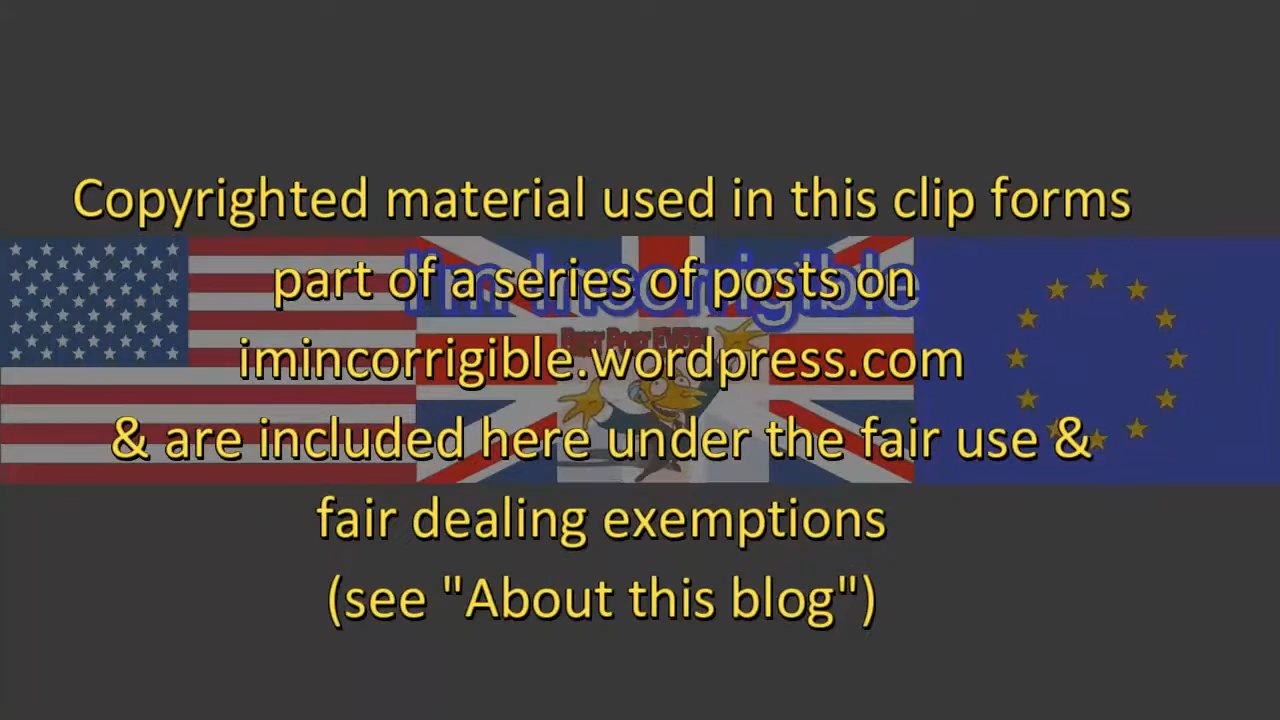 Copyrighted material used in this clip forms
part of a series of posts on
I'm Incorrigible
imincorrigible.wordpress.com
& are included here under the fair use &
fair dealing exemptions
(see "About this blog")